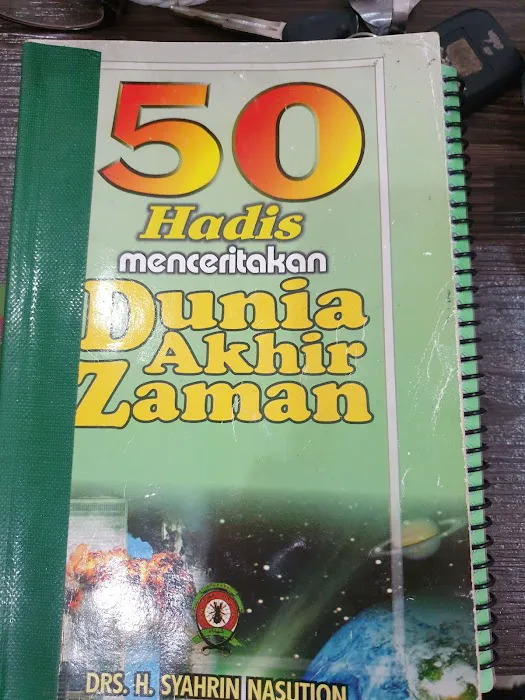 50
Hadis
menceritakan
Dunia
Akhir
Zaman
DRS. H. SYAHRIN NASUTION